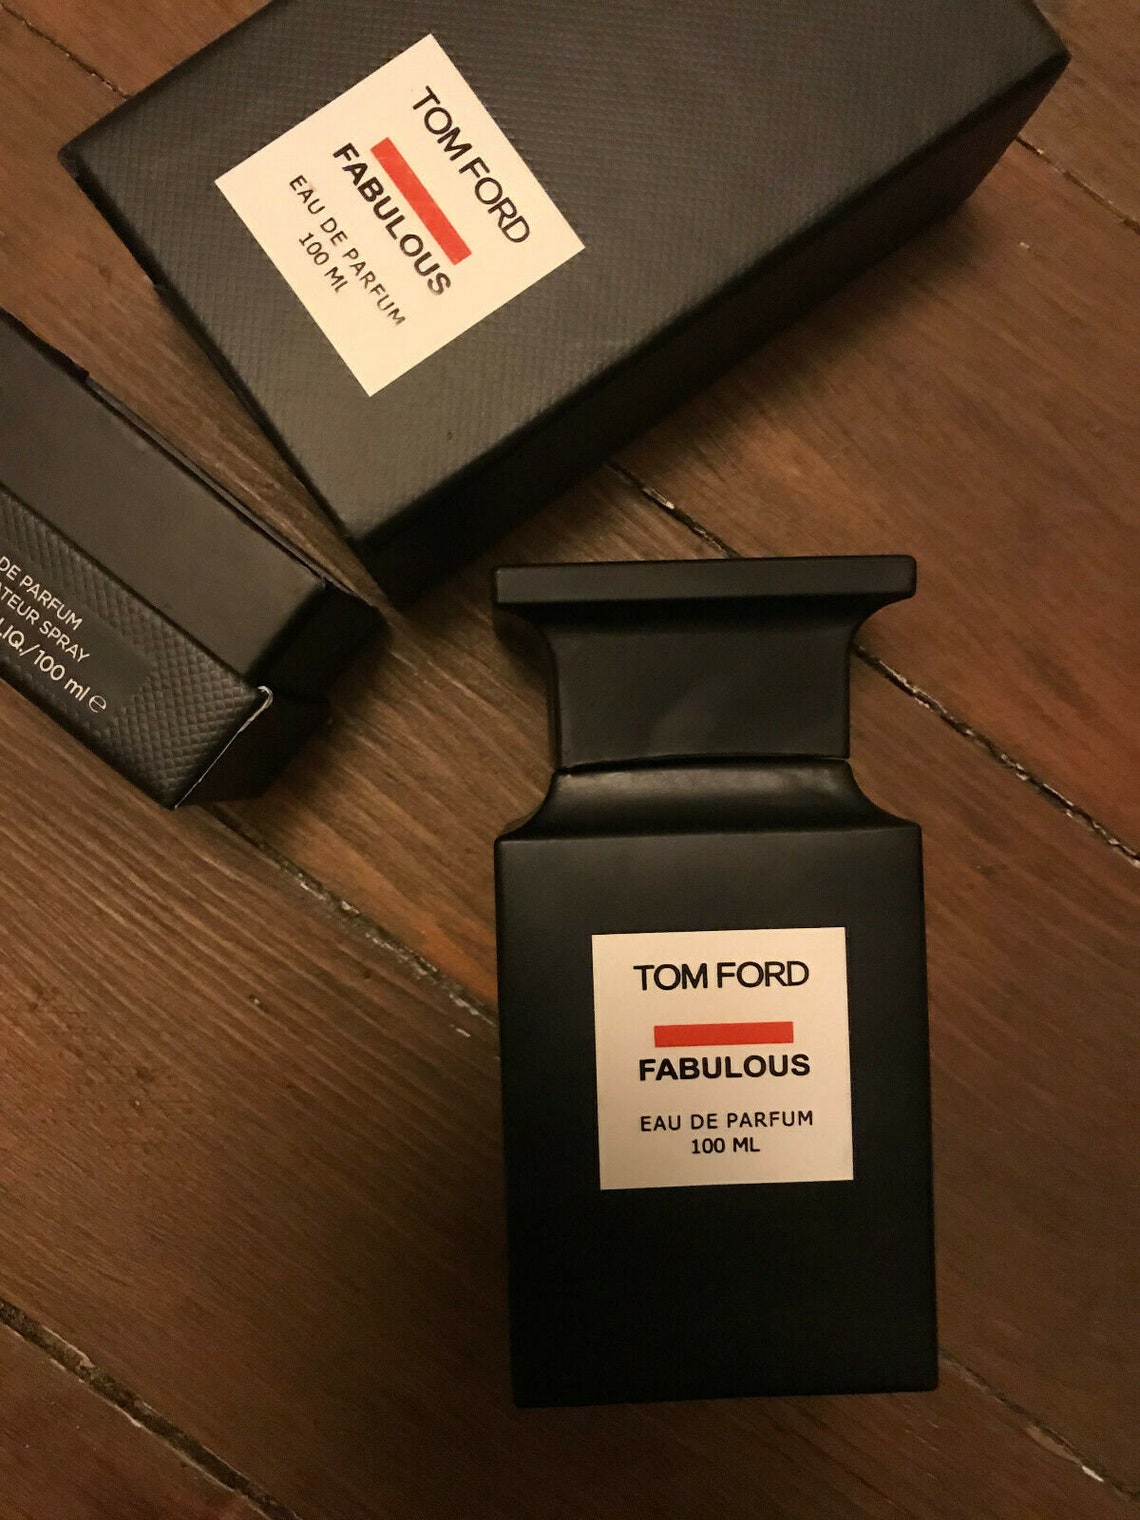 TOM FORD
FABULOUS
EAU DE PARFUM
100 ML
DE PARFUM
SPRAY
LIQ./100 ml ℮
TOM FORD
FABULOUS
EAU DE PARFUM
100 ML